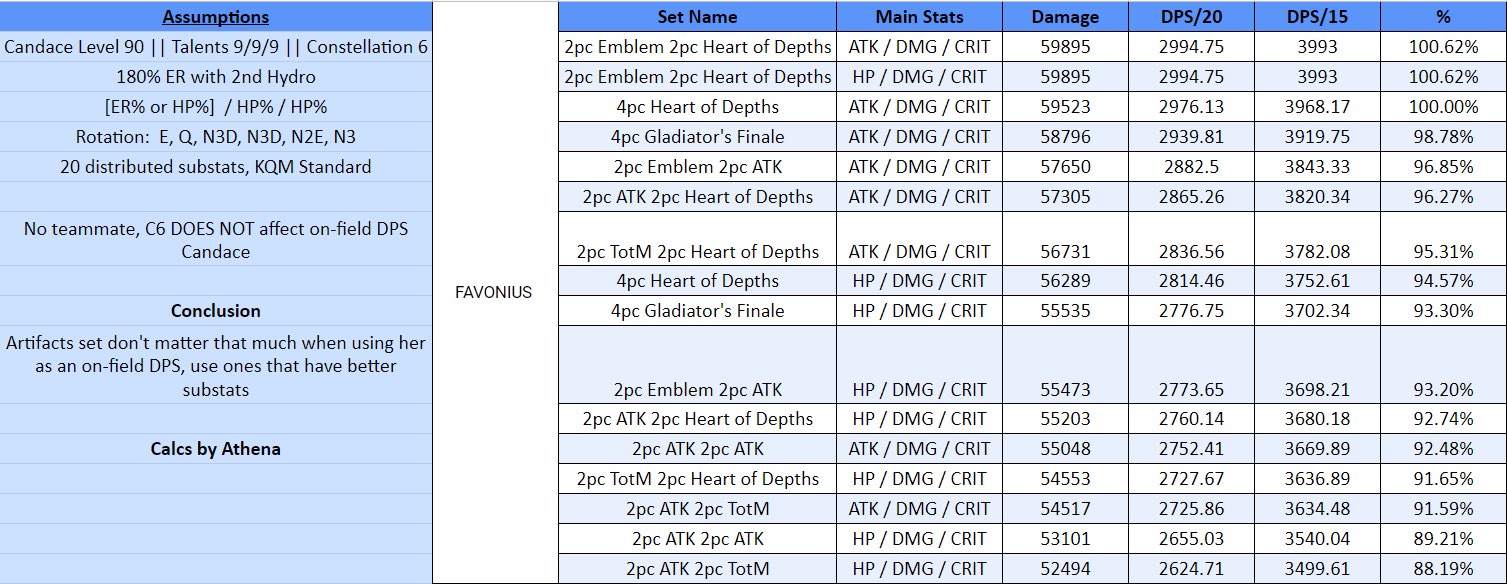 Assumptions
Candace Level 90 || Talents 9/9/9 || Constellation 6
180% ER with 2nd Hydro
[ER% or HP%] / HP% / HP%
Rotation: E, Q, N3D, N3D, N2E, N3
20 distributed substats, KQM Standard
No teammate, C6 DOES NOT affect on-field DPS
Candace
Conclusion
Artifacts set don't matter that much when using her
as an on-field DPS, use ones that have better
substats
Calcs by Athena
FAVONIUS
Set Name Main Stats Damage DPS/20 DPS/15 %
2pc Emblem 2pc Heart of Depths ATK / DMG / CRIT 59895 2994.75 3993 100.62%
2pc Emblem 2pc Heart of Depths HP / DMG / CRIT 59895 2994.75 3993 100.62%
4pc Heart of Depths ATK / DMG / CRIT 59523 2976.13 3968.17 100.00%
4pc Gladiator's Finale ATK / DMG / CRIT 58796 2939.81 3919.75 98.78%
2pc Emblem 2pc ATK ATK / DMG / CRIT 57650 2882.5 3843.33 96.85%
2pc ATK 2pc Heart of Depths ATK / DMG / CRIT 57305 2865.26 3820.34 96.27%
2pc TotM 2pc Heart of Depths ATK / DMG / CRIT 56731 2836.56 3782.08 95.31%
4pc Heart of Depths HP / DMG / CRIT 56289 2814.46 3752.61 94.57%
4pc Gladiator's Finale HP / DMG / CRIT 55535 2776.75 3702.34 93.30%
2pc Emblem 2pc ATK HP / DMG / CRIT 55473 2773.65 3698.21 93.20%
2pc ATK 2pc Heart of Depths HP / DMG / CRIT 55203 2760.14 3680.18 92.74%
2pc ATK 2pc ATK ATK / DMG / CRIT 55048 2752.41 3669.89 92.48%
2pc TotM 2pc Heart of Depths HP / DMG / CRIT 54553 2727.67 3636.89 91.65%
2pc ATK 2pc TotM ATK / DMG / CRIT 54517 2725.86 3634.48 91.59%
2pc ATK 2pc ATK HP / DMG / CRIT 53101 2655.03 3540.04 89.21%
2pc ATK 2pc TotM HP / DMG / CRIT 52494 2624.71 3499.61 88.19%